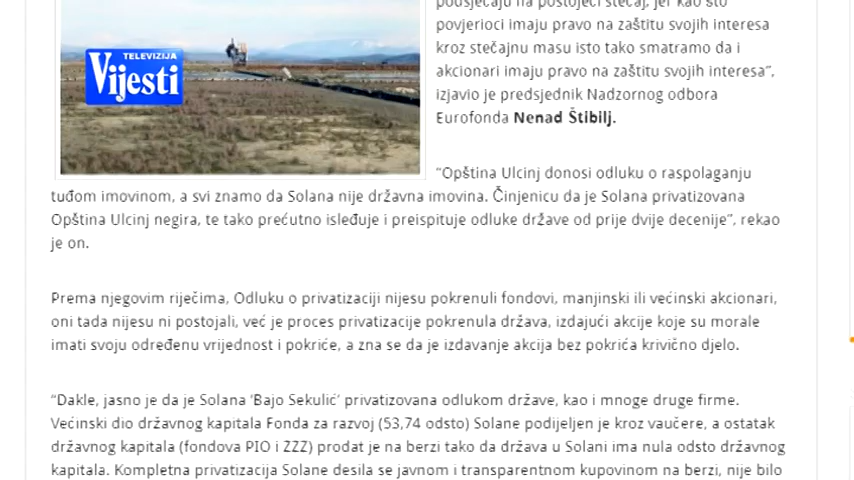 podsjećaju na postojeći stečaj, jer kao što
povjerioci imaju pravo na zaštitu svojih interesa
kroz stečajnu masu isto tako smatramo da i
akcionari imaju pravo na zaštitu svojih interesa”,
izjavio je predsjednik Nadzornog odbora
Eurofonda Nenad Štibilj.
TELEVIZIJA
Vijesti
“Opština Ulcinj donosi odluku o raspolaganju
tuđom imovinom, a svi znamo da Solana nije državna imovina. Činjenicu da je Solana privatizovana
Opština Ulcinj negira, te tako prećutno isleđuje i preispituje odluke države od prije dvije decenije”, rekao
je on.
Prema njegovim riječima, Odluku o privatizaciji nijesu pokrenuli fondovi, manjinski ili većinski akcionari,
oni tada nijesu ni postojali, već je proces privatizacije pokrenula država, izdajući akcije koje su morale
imati svoju određenu vrijednost i pokriće, a zna se da je izdavanje akcija bez pokrića krivično djelo.
“Dakle, jasno je da je Solana ‘Bajo Sekulić’ privatizovana odlukom države, kao i mnoge druge firme.
Većinski dio državnog kapitala Fonda za razvoj (53,74 odsto) Solane podijeljen je kroz vaučere, a ostatak
državnog kapitala (fondova PIO i ZZZ) prodat je na berzi tako da država u Solani ima nula odsto državnog
kapitala. Kompletna privatizacija Solane desila se javnom i transparentnom kupovinom na berzi, nije bilo